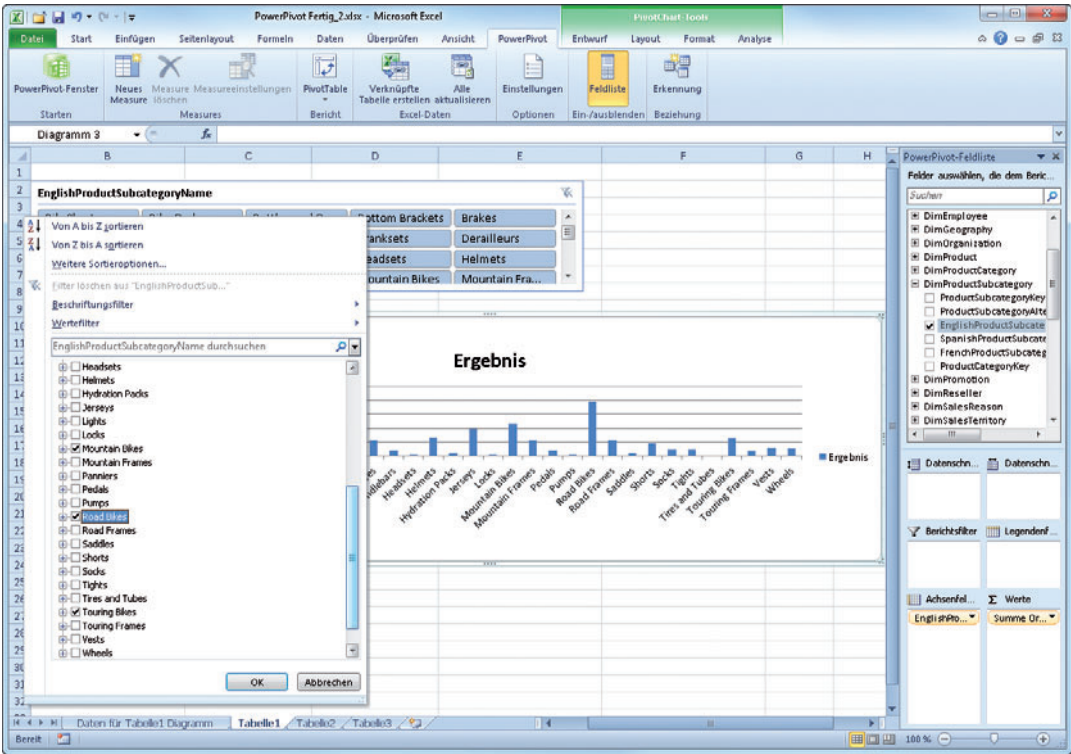 PowerPivot Fertig_2.xlsx - Microsoft Excel
PivotChart-Tools
Datei Start Einfügen Seitenlayout Formeln Daten Überprüfen Ansicht PowerPivot Entwurf Layout Format Analyse
PowerPivot-Fenster
Neues Measure
Measure löschen
Measureeinstellungen
PivotTable
Verknüpfte Tabelle erstellen
Alle aktualisieren
Einstellungen
Feldliste
Erkennung
Starten Measures Bericht Excel-Daten Optionen Ein-/ausblenden Beziehung
Diagramm 3 fx
B C D E F G H
EnglishProductSubcategoryName
Bottom Brackets Brakes
Derailleurs
Helmets
Mountain Fra...
Von A bis Z sortieren
Von Z bis A sortieren
Weitere Sortieroptionen...
Filter löschen aus "EnglishProductSub..."
Beschriftungsfilter
Wertefilter
EnglishProductSubcategoryName durchsuchen
Headsets
Helmets
Hydration Packs
Jerseys
Lights
Locks
Mountain Bikes
Mountain Frames
Panniers
Pedals
Pumps
Road Bikes
Road Frames
Saddles
Shorts
Socks
Tights
Tires and Tubes
Touring Bikes
Touring Frames
Vests
Wheels
OK Abbrechen
Ergebnis
Headsets
Helmets
Hydration Packs
Jerseys
Locks
Mountain Bikes
Mountain Frames
Pedals
Pumps
Road Bikes
Road Frames
Saddles
Shorts
Socks
Tights
Tires and Tubes
Touring Bikes
Touring Frames
Vests
Wheels
Ergebnis
PowerPivot-Feldliste
Felder auswählen, die dem Beric...
Suchen
DimEmployee
DimGeography
DimOrganization
DimProduct
DimProductCategory
DimProductSubcategory
ProductSubcategoryKey
ProductSubcategoryAlte
EnglishProductSubcate
SpanishProductSubcate
FrenchProductSubcateg
ProductCategoryKey
DimPromotion
DimReseller
DimSalesReason
DimSalesTerritory
Datenschn... Datenschn...
Berichtsfilter Legendenf...
Achsenfel... Σ Werte
EnglishPro... Summe Or...
Daten für Tabelle1 Diagramm Tabelle1 Tabelle2 Tabelle3
Bereit 100 %